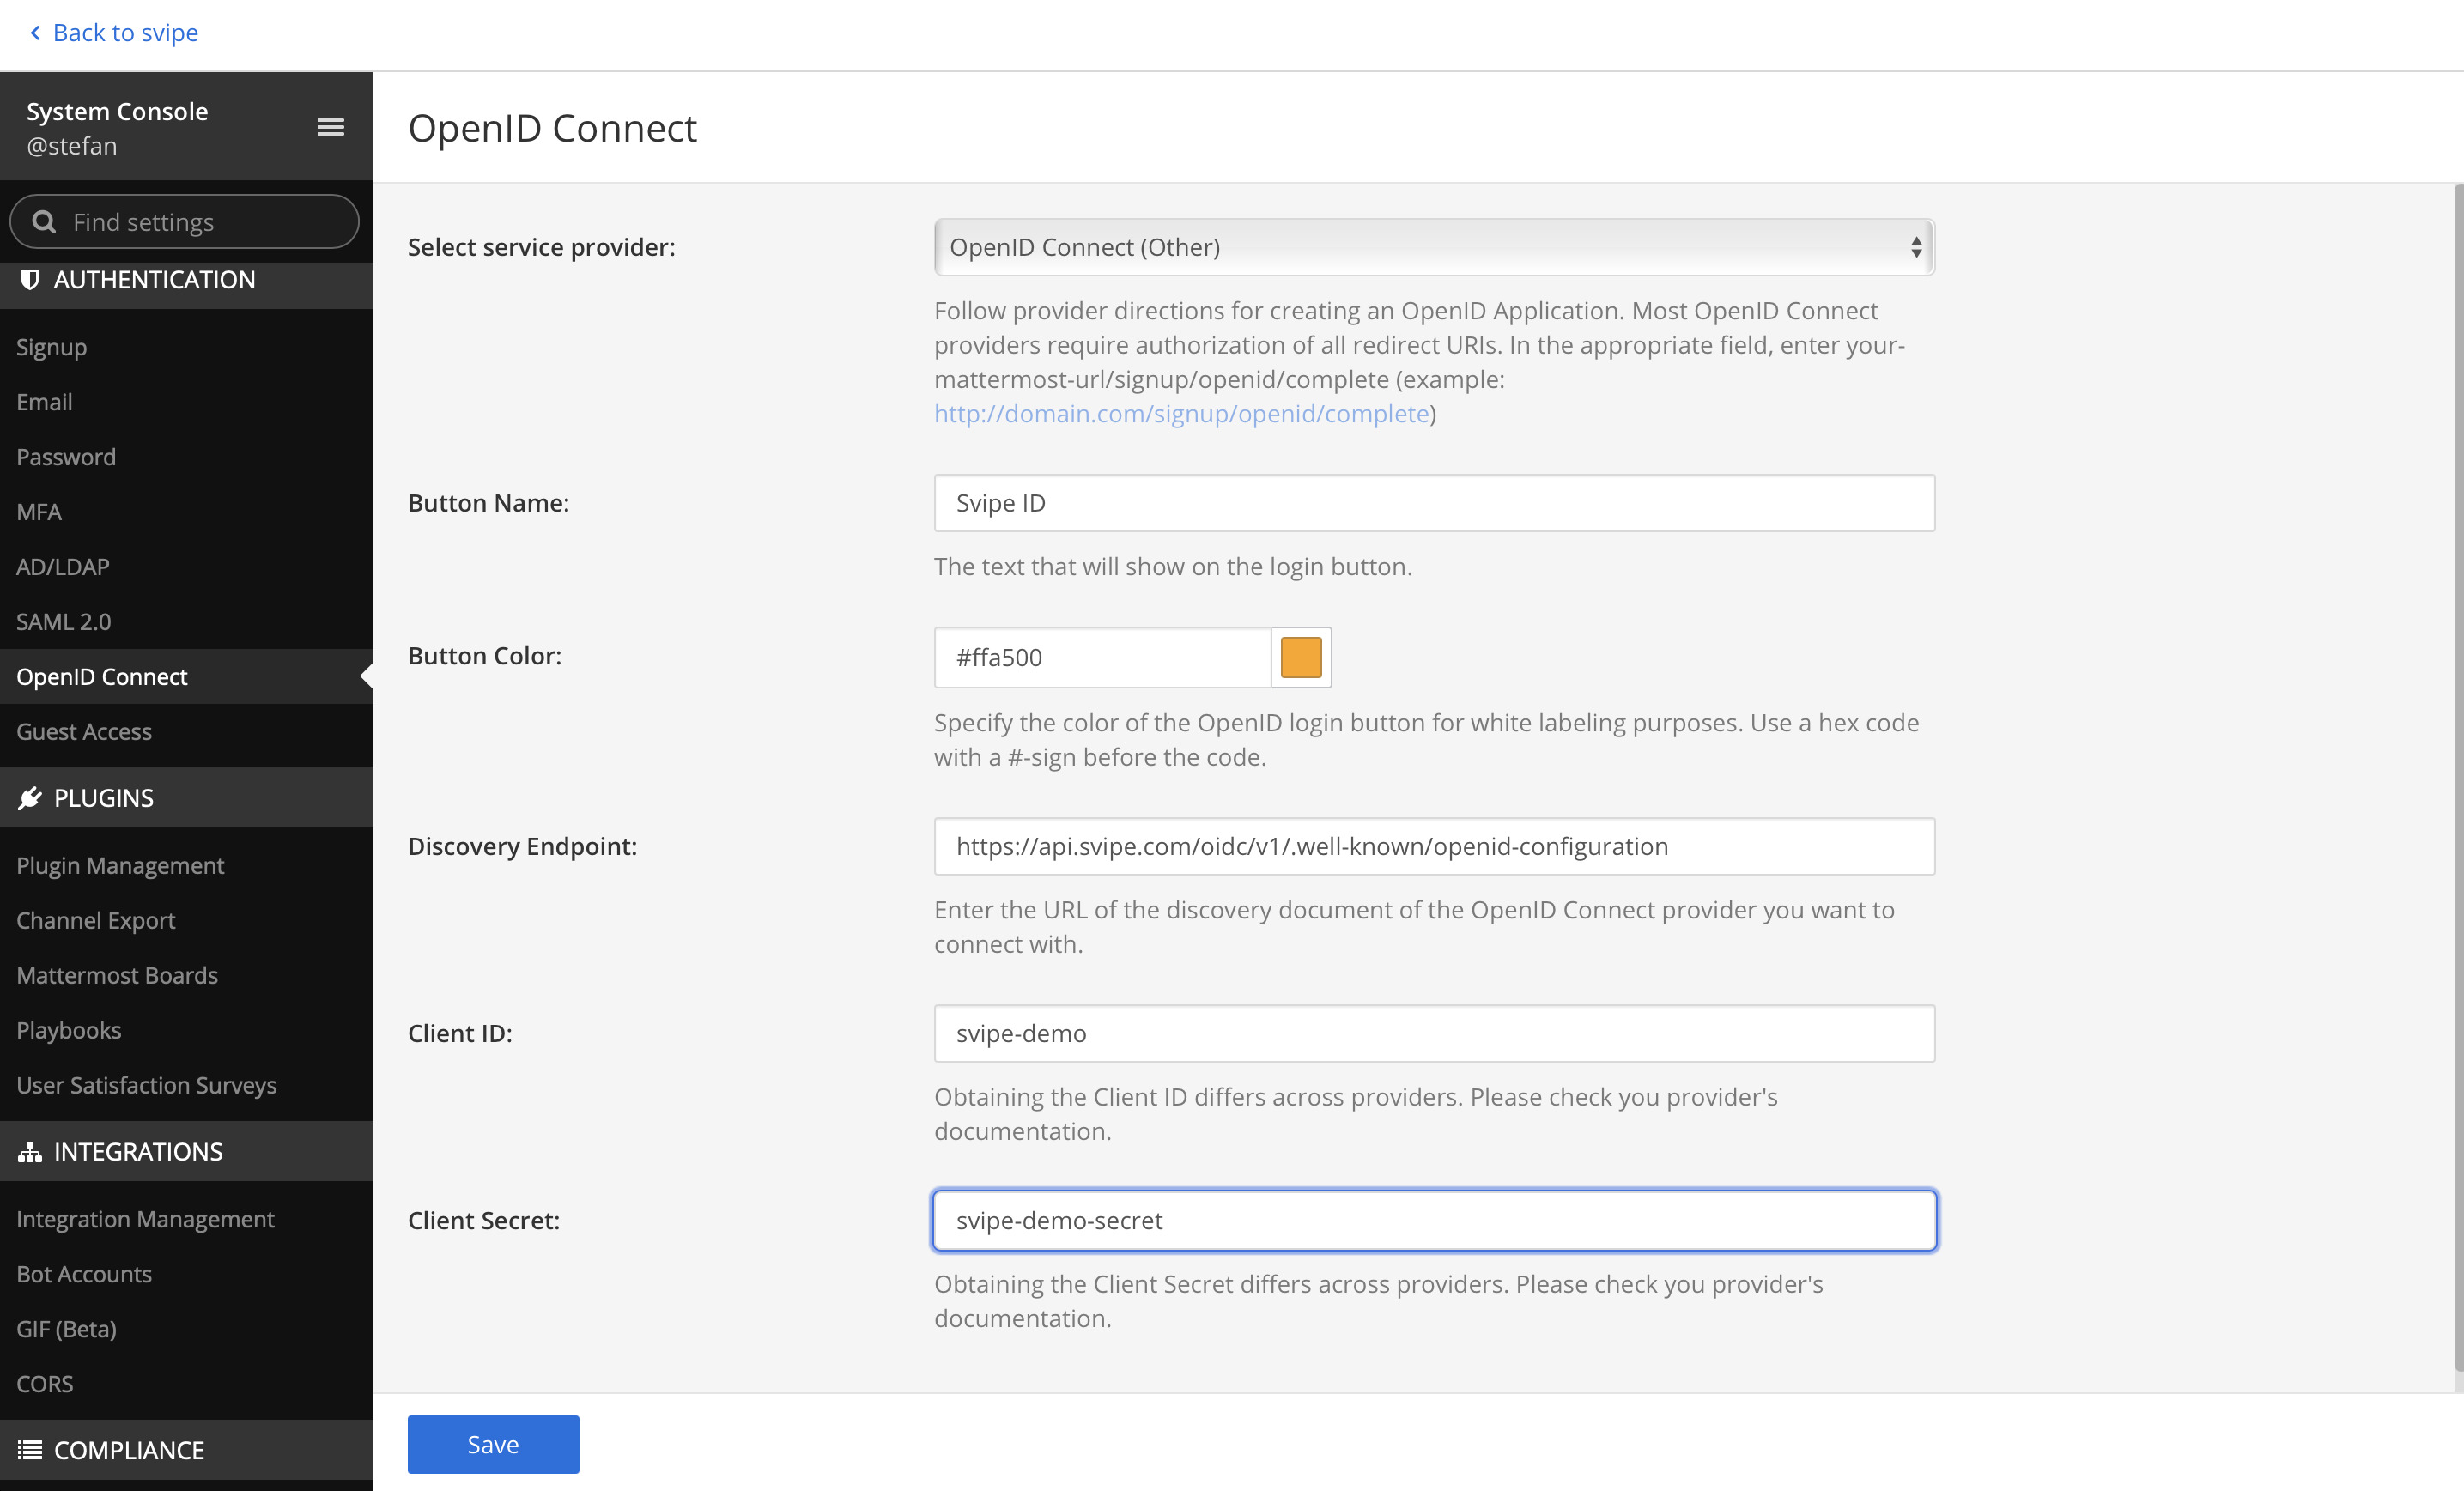 Back to svipe
System Console
@stefan
Find settings
AUTHENTICATION
Signup
Email
Password
MFA
AD/LDAP
SAML 2.0
OpenID Connect
Guest Access
PLUGINS
Plugin Management
Channel Export
Mattermost Boards
Playbooks
User Satisfaction Surveys
INTEGRATIONS
Integration Management
Bot Accounts
GIF (Beta)
CORS
COMPLIANCE
OpenID Connect
Select service provider:
OpenID Connect (Other)
Follow provider directions for creating an OpenID Application. Most OpenID Connect
providers require authorization of all redirect URIs. In the appropriate field, enter your-
mattermost-url/signup/openid/complete (example:
http://domain.com/signup/openid/complete)
Button Name:
Svipe ID
The text that will show on the login button.
Button Color:
#ffa500
Specify the color of the OpenID login button for white labeling purposes. Use a hex code
with a #-sign before the code.
Discovery Endpoint:
https://api.svipe.com/oidc/v1/.well-known/openid-configuration
Enter the URL of the discovery document of the OpenID Connect provider you want to
connect with.
Client ID:
svipe-demo
Obtaining the Client ID differs across providers. Please check you provider's
documentation.
Client Secret:
svipe-demo-secret
Obtaining the Client Secret differs across providers. Please check you provider's
documentation.
Save